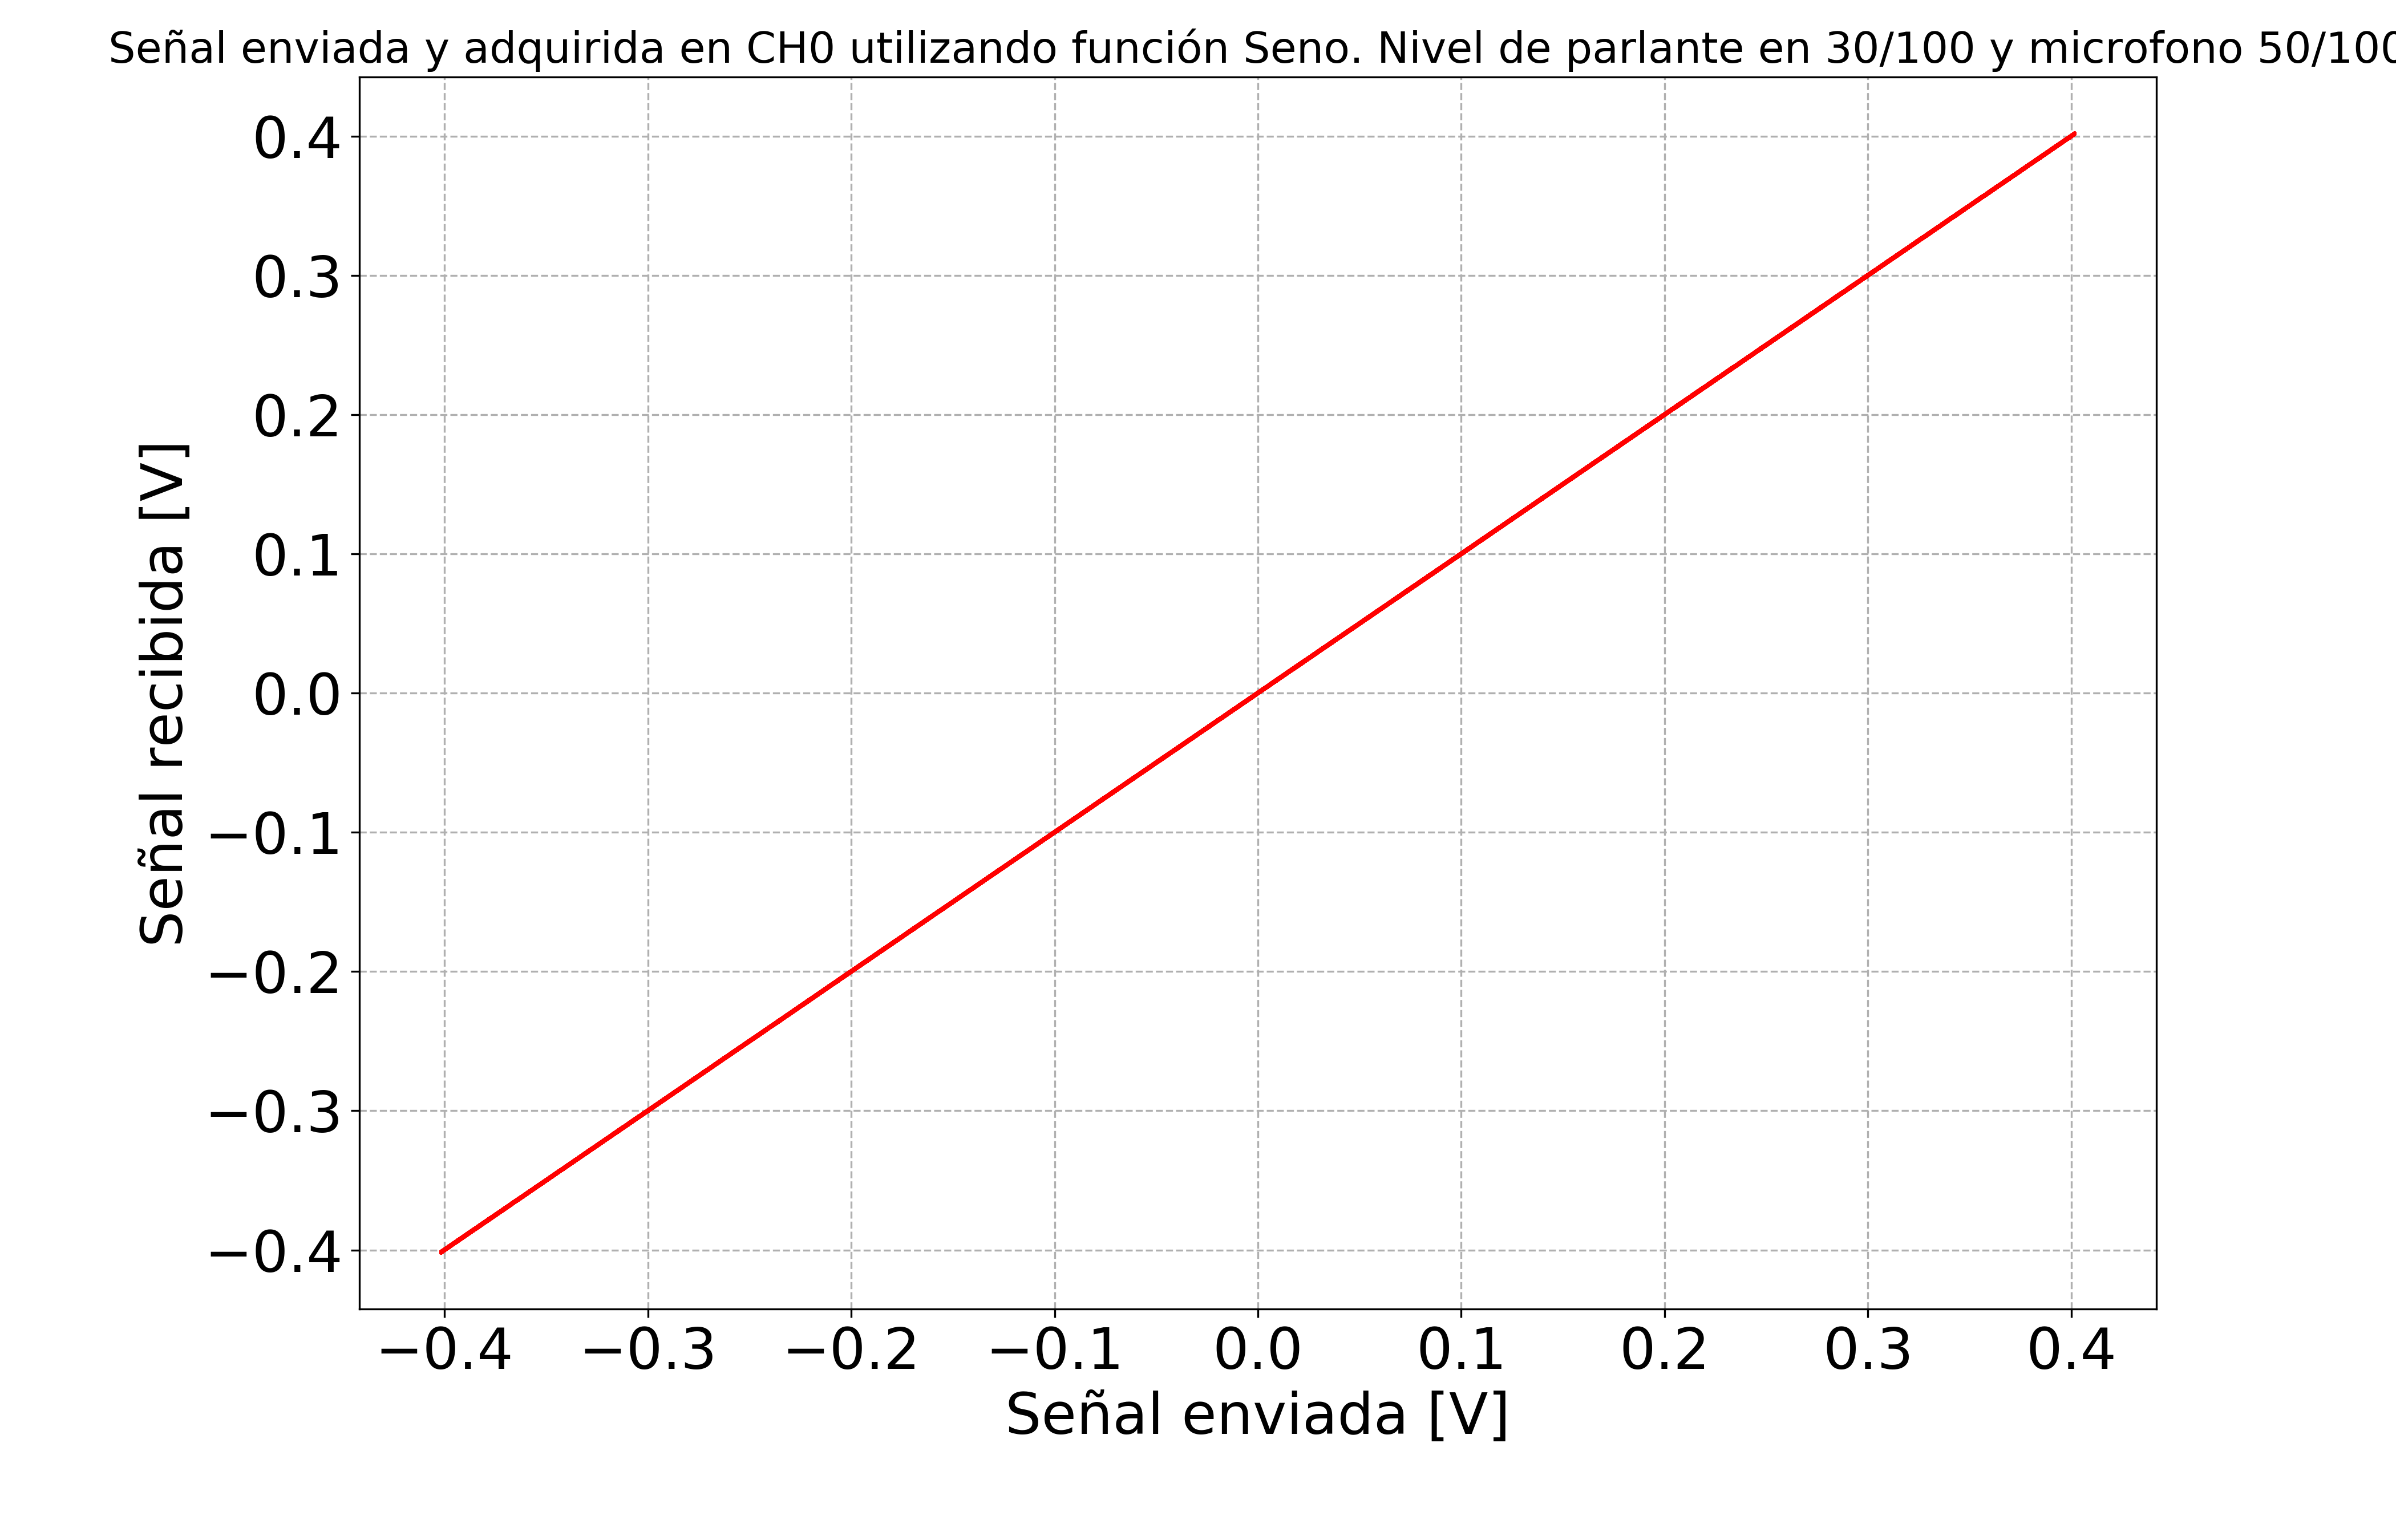 Señal enviada y adquirida en CH0 utilizando función Seno. Nivel de parlante en 30/100 y microfono 50/100
0.4
0.3
0.2
0.1
0.0
−0.1
−0.2
−0.3
−0.4
Señal recibida [V]
−0.4 −0.3 −0.2 −0.1 0.0 0.1 0.2 0.3 0.4
Señal enviada [V]